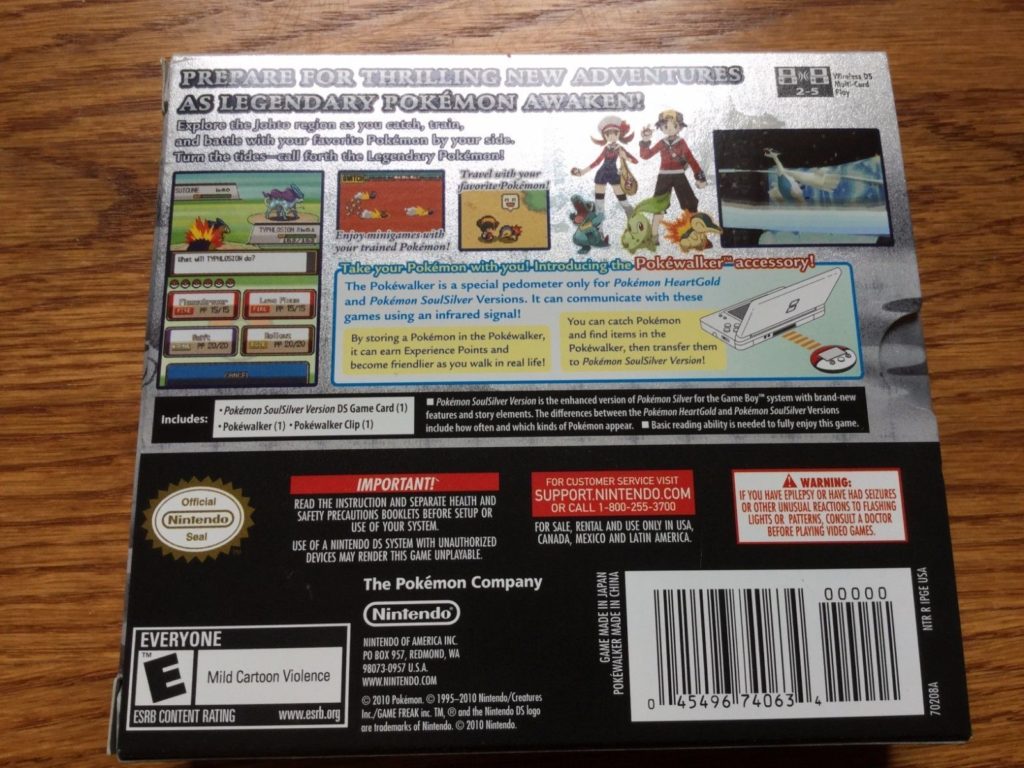 PREPARE FOR THRILLING NEW ADVENTURES
AS LEGENDARY POKÉMON AWAKEN!
Explore the Johto region as you catch, train,
and battle with your favorite Pokémon by your side.
Turn the tides—call forth the Legendary Pokémon!
2-5
Wireless DS
Multi-Card
Play
SUICUNE
TYPHLOSION
What will TYPHLOSION do?
PP 15/15
PP 15/15
PP 20/20
PP 20/20
CANCEL
Enjoy minigames with
your trained Pokémon!
Travel with your
favorite Pokémon!
Take your Pokémon with you! Introducing the Pokéwalker™ accessory!
The Pokéwalker is a special pedometer only for Pokémon HeartGold
and Pokémon SoulSilver Versions. It can communicate with these
games using an infrared signal!
By storing a Pokémon in the Pokéwalker,
it can earn Experience Points and
become friendlier as you walk in real life!
You can catch Pokémon
and find items in the
Pokéwalker, then transfer them
to Pokémon SoulSilver Version!
Includes:
• Pokémon SoulSilver Version DS Game Card (1)
• Pokéwalker (1) • Pokéwalker Clip (1)
■ Pokémon SoulSilver Version is the enhanced version of Pokémon Silver for the Game Boy™ system with brand-new
features and story elements. The differences between the Pokémon HeartGold and Pokémon SoulSilver Versions
include how often and which kinds of Pokémon appear. ■ Basic reading ability is needed to fully enjoy this game.
Official
Nintendo
Seal
IMPORTANT!
READ THE INSTRUCTION AND SEPARATE HEALTH AND
SAFETY PRECAUTIONS BOOKLETS BEFORE SETUP OR
USE OF YOUR SYSTEM.
USE OF A NINTENDO DS SYSTEM WITH UNAUTHORIZED
DEVICES MAY RENDER THIS GAME UNPLAYABLE.
FOR CUSTOMER SERVICE VISIT
SUPPORT.NINTENDO.COM
OR CALL 1-800-255-3700
FOR SALE, RENTAL AND USE ONLY IN USA,
CANADA, MEXICO AND LATIN AMERICA.
WARNING:
IF YOU HAVE EPILEPSY OR HAVE HAD SEIZURES
OR OTHER UNUSUAL REACTIONS TO FLASHING
LIGHTS OR PATTERNS, CONSULT A DOCTOR
BEFORE PLAYING VIDEO GAMES.
The Pokémon Company
Nintendo®
NINTENDO OF AMERICA INC.
PO BOX 957, REDMOND, WA
98073-0957 U.S.A.
WWW.NINTENDO.COM
© 2010 Pokémon. © 1995–2010 Nintendo/Creatures
Inc./GAME FREAK inc. TM, ® and the Nintendo DS logo
are trademarks of Nintendo. © 2010 Nintendo.
EVERYONE
E
TM
Mild Cartoon Violence
ESRB CONTENT RATING www.esrb.org
GAME MADE IN JAPAN
POKÉWALKER MADE IN CHINA
00000
0 45496 74063 4
NTR R IPGE USA
70208A